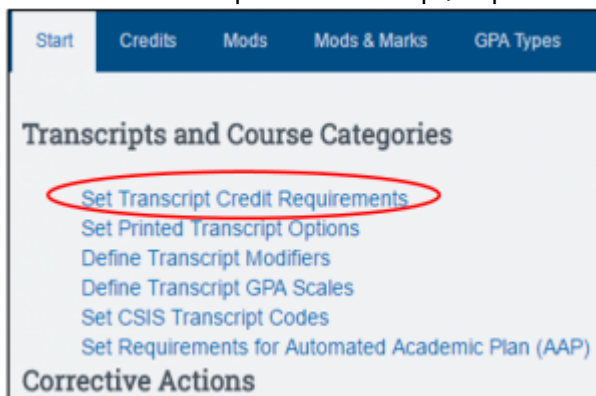 Start Credits Mods Mods & Marks GPA Types
Transcripts and Course Categories
Set Transcript Credit Requirements
Set Printed Transcript Options
Define Transcript Modifiers
Define Transcript GPA Scales
Set CSIS Transcript Codes
Set Requirements for Automated Academic Plan (AAP)
Corrective Actions